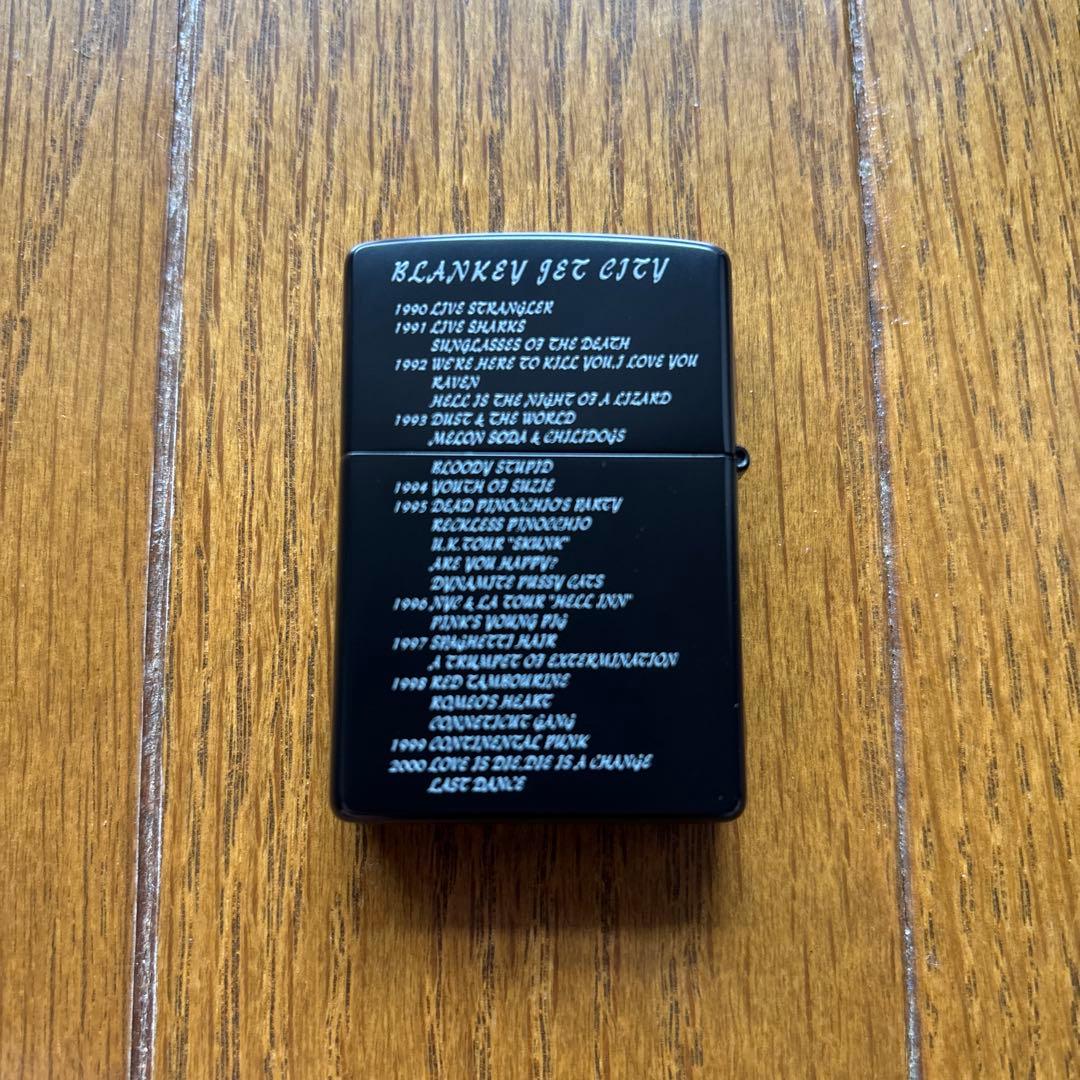 BLANKEY JET CITY
1990 LIVE STRANGLER
1991 LIVE SHARKS
SUNGLASSES OF THE DEATH
1992 WE'RE HERE TO KILL YOU.I LOVE YOU
RAVEN
HELL IS THE NIGHT OF A LIZARD
1993 DUST & THE WORLD
MELON SODA & CHILIDOGS
BLOODY STUPID
1994 YOUTH OF SUZIE
1995 DEAD PINOCCHIO'S PARTY
RECKLESS PINOCCHIO
U.K.TOUR "SKUNK"
ARE YOU HAPPY?
DYNAMITE PUSSY CATS
1996 NYC & LA TOUR "HELL INN"
PINK'S YOUNG PIG
1997 SPAGHETTI HAIR
A TRUMPET OF EXTERMINATION
1998 RED TAMBOURINE
ROMEO'S HEART
CONNETICUT GANG
1999 CONTINENTAL PUNK
2000 LOVE IS DIE.DIE IS A CHANGE
LAST DANCE